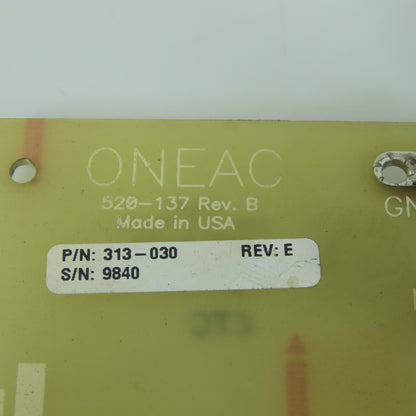 ONEAC
520-137 Rev. B
Made in USA
GN
P/N: 313-030 REV: E
S/N: 9840